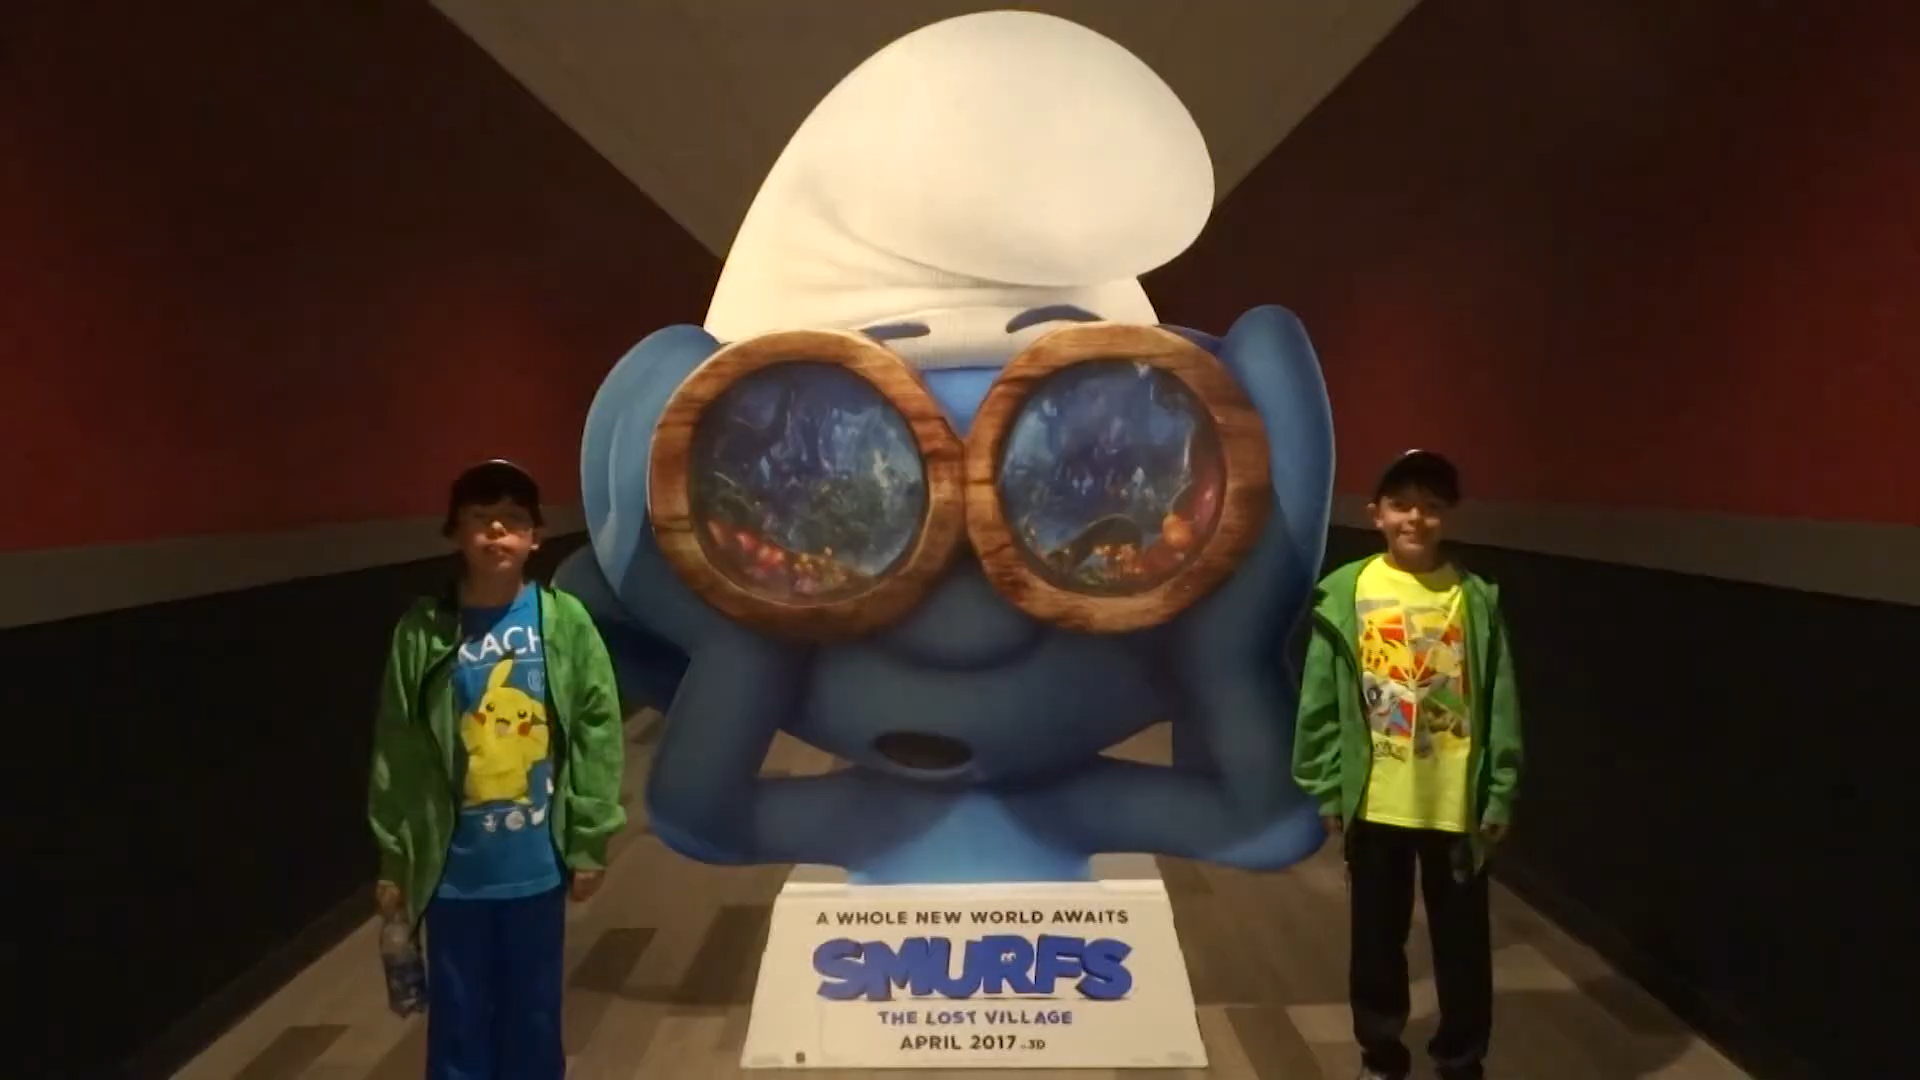 KACH
A WHOLE NEW WORLD AWAITS
SMURFS
THE LOST VILLAGE
APRIL 2017 IN 3D